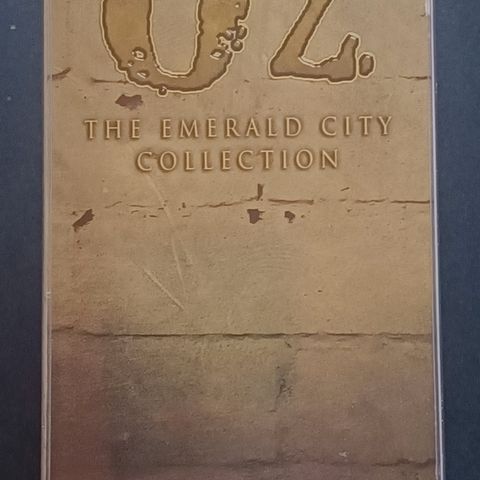 OZ.
THE EMERALD CITY
COLLECTION